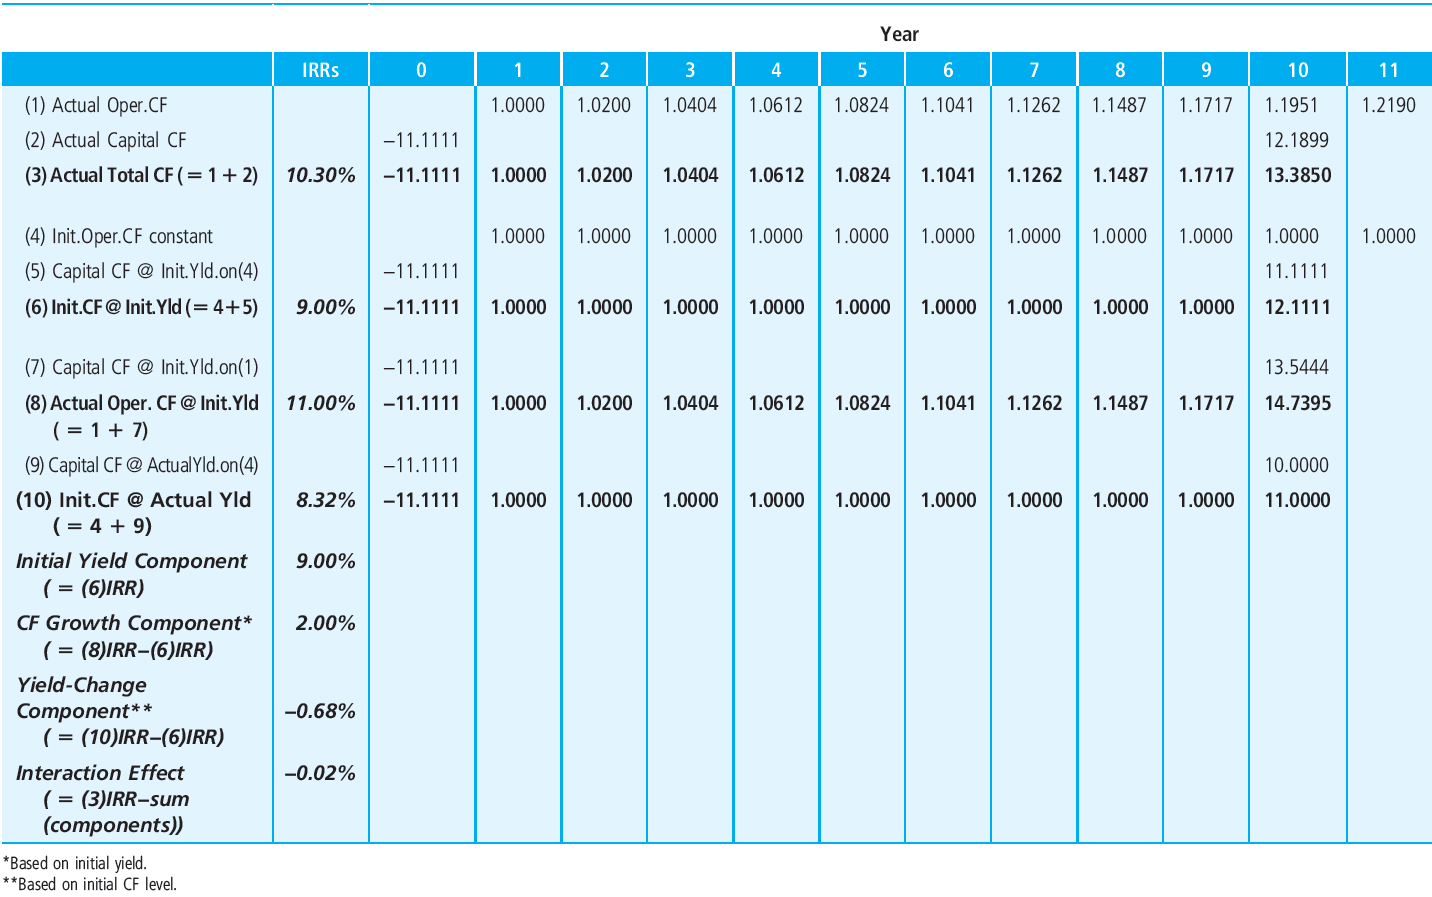 Year
IRRs 0 1 2 3 4 5 6 7 8 9 10 11
(1) Actual Oper.CF 1.0000 1.0200 1.0404 1.0612 1.0824 1.1041 1.1262 1.1487 1.1717 1.1951 1.2190
(2) Actual Capital CF −11.1111 12.1899
(3) Actual Total CF (= 1 + 2) 10.30% −11.1111 1.0000 1.0200 1.0404 1.0612 1.0824 1.1041 1.1262 1.1487 1.1717 13.3850
(4) Init.Oper.CF constant 1.0000 1.0000 1.0000 1.0000 1.0000 1.0000 1.0000 1.0000 1.0000 1.0000 1.0000
(5) Capital CF @ Init.Yld.on(4) −11.1111 11.1111
(6) Init.CF@Init.Yld (= 4+5) 9.00% −11.1111 1.0000 1.0000 1.0000 1.0000 1.0000 1.0000 1.0000 1.0000 1.0000 12.1111
(7) Capital CF @ Init.Yld.on(1) −11.1111 13.5444
(8) Actual Oper. CF@Init.Yld 11.00% −11.1111 1.0000 1.0200 1.0404 1.0612 1.0824 1.1041 1.1262 1.1487 1.1717 14.7395
( = 1 + 7)
(9) Capital CF@ActualYld.on(4) −11.1111 10.0000
(10) Init.CF @ Actual Yld 8.32% −11.1111 1.0000 1.0000 1.0000 1.0000 1.0000 1.0000 1.0000 1.0000 1.0000 11.0000
( = 4 + 9)
Initial Yield Component 9.00%
( = (6)IRR)
CF Growth Component* 2.00%
( = (8)IRR–(6)IRR)
Yield-Change
Component** –0.68%
( = (10)IRR–(6)IRR)
Interaction Effect –0.02%
( = (3)IRR–sum
(components))
*Based on initial yield.
**Based on initial CF level.